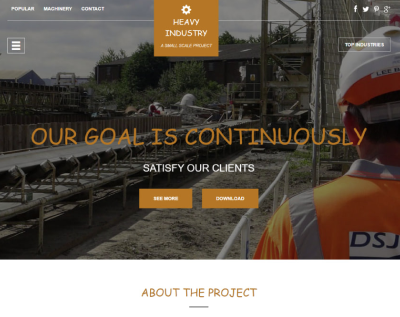 POPULAR MACHINERY CONTACT
HEAVY
INDUSTRY
A SMALL SCALE PROJECT
TOP INDUSTRIES
OUR GOAL IS CONTINUOUSLY
SATISFY OUR CLIENTS
SEE MORE DOWNLOAD
DSJ
ABOUT THE PROJECT